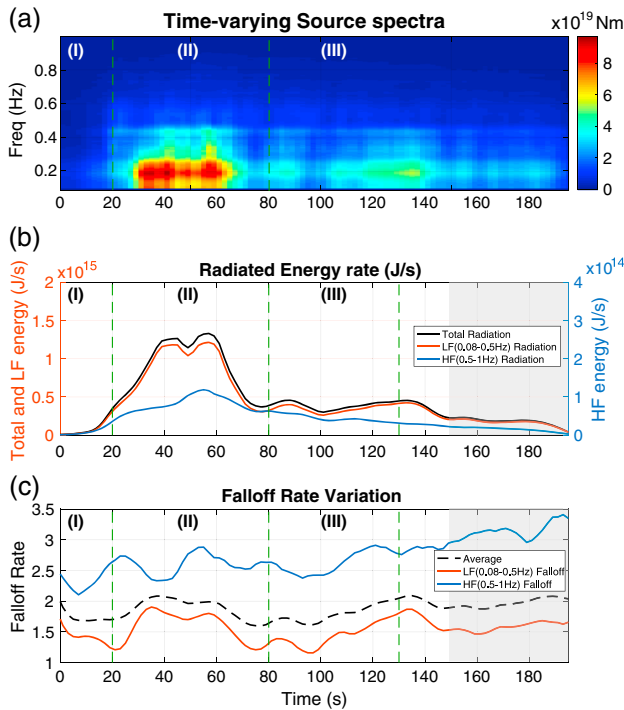 (a)
Time-varying Source spectra
x10^19 Nm
(I) (II) (III)
Freq (Hz)
0.8
0.6
0.4
0.2
8
6
4
2
0
0 20 40 60 80 100 120 140 160 180
(b)
x10^15
Radiated Energy rate (J/s)
x10^14
(I) (II) (III)
Total and LF energy (J/s)
2
1.5
1
0.5
0
HF energy (J/s)
4
3
2
1
0
Total Radiation
LF(0.08-0.5Hz) Radiation
HF(0.5-1Hz) Radiation
0 20 40 60 80 100 120 140 160 180
(c)
Falloff Rate Variation
(I) (II) (III)
Falloff Rate
3.5
3
2.5
2
1.5
1
Average
LF(0.08-0.5Hz) Falloff
HF(0.5-1Hz) Falloff
0 20 40 60 80 100 120 140 160 180
Time (s)